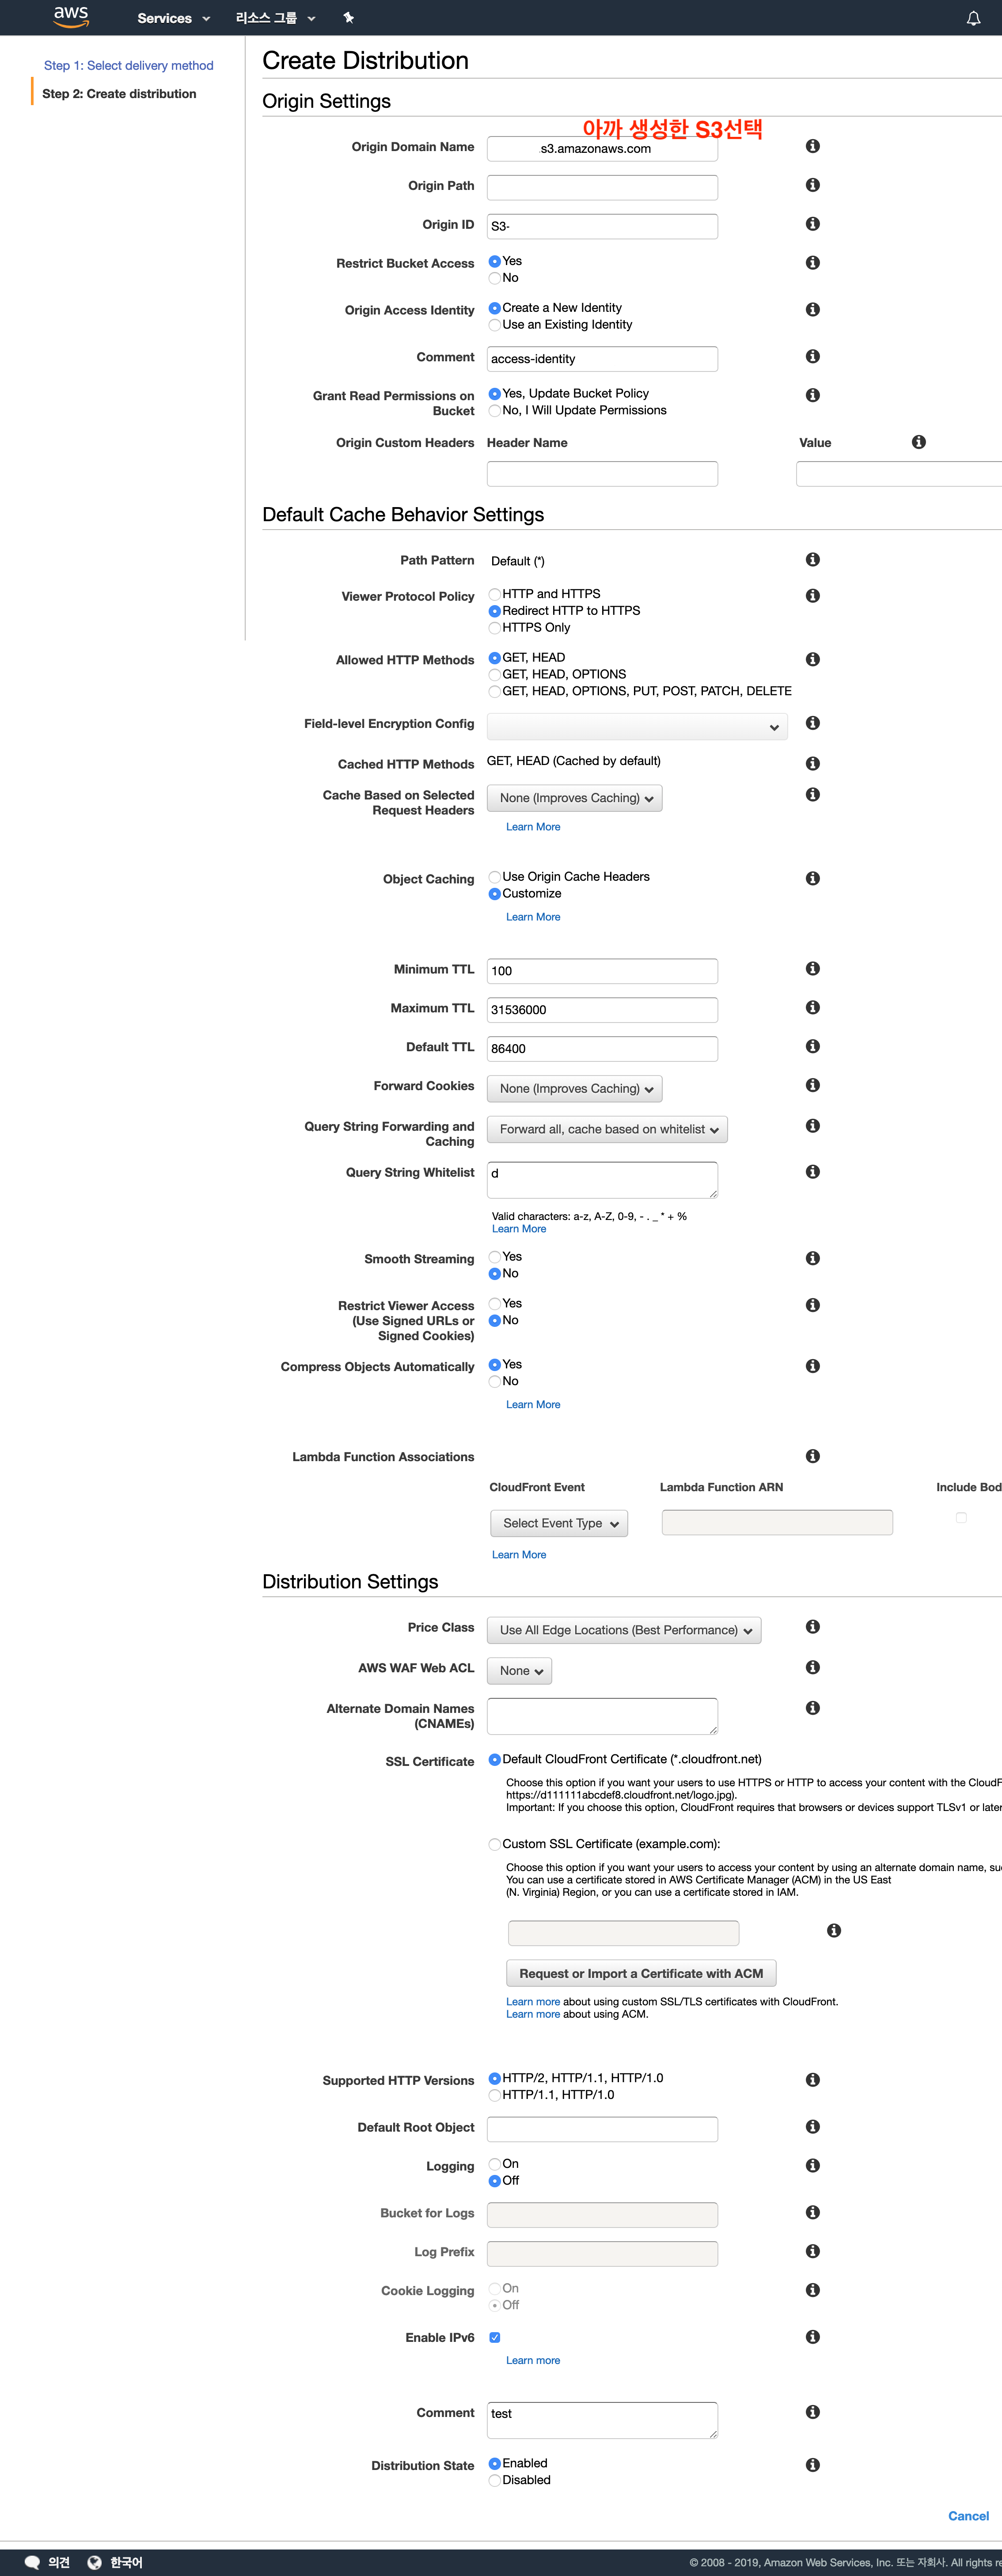 aws Services 리소스 그룹
Step 1: Select delivery method
Step 2: Create distribution
Create Distribution
Origin Settings
아까 생성한 S3선택
Origin Domain Name s3.amazonaws.com
Origin Path
Origin ID S3-
Restrict Bucket Access Yes
No
Origin Access Identity Create a New Identity
Use an Existing Identity
Comment access-identity
Grant Read Permissions on Bucket Yes, Update Bucket Policy
No, I Will Update Permissions
Origin Custom Headers Header Name Value
Default Cache Behavior Settings
Path Pattern Default (*)
Viewer Protocol Policy HTTP and HTTPS
Redirect HTTP to HTTPS
HTTPS Only
Allowed HTTP Methods GET, HEAD
GET, HEAD, OPTIONS
GET, HEAD, OPTIONS, PUT, POST, PATCH, DELETE
Field-level Encryption Config
Cached HTTP Methods GET, HEAD (Cached by default)
Cache Based on Selected Request Headers None (Improves Caching)
Learn More
Object Caching Use Origin Cache Headers
Customize
Learn More
Minimum TTL 100
Maximum TTL 31536000
Default TTL 86400
Forward Cookies None (Improves Caching)
Query String Forwarding and Caching Forward all, cache based on whitelist
Query String Whitelist d
Valid characters: a-z, A-Z, 0-9, - . _ * + %
Learn More
Smooth Streaming Yes
No
Restrict Viewer Access (Use Signed URLs or Signed Cookies) Yes
No
Compress Objects Automatically Yes
No
Learn More
Lambda Function Associations
CloudFront Event Lambda Function ARN Include Bod
Select Event Type
Learn More
Distribution Settings
Price Class Use All Edge Locations (Best Performance)
AWS WAF Web ACL None
Alternate Domain Names (CNAMEs)
SSL Certificate Default CloudFront Certificate (*.cloudfront.net)
Choose this option if you want your users to use HTTPS or HTTP to access your content with the CloudF
https://d111111abcdef8.cloudfront.net/logo.jpg).
Important: If you choose this option, CloudFront requires that browsers or devices support TLSv1 or later
Custom SSL Certificate (example.com):
Choose this option if you want your users to access your content by using an alternate domain name, su
You can use a certificate stored in AWS Certificate Manager (ACM) in the US East
(N. Virginia) Region, or you can use a certificate stored in IAM.
Request or Import a Certificate with ACM
Learn more about using custom SSL/TLS certificates with CloudFront.
Learn more about using ACM.
Supported HTTP Versions HTTP/2, HTTP/1.1, HTTP/1.0
HTTP/1.1, HTTP/1.0
Default Root Object
Logging On
Off
Bucket for Logs
Log Prefix
Cookie Logging On
Off
Enable IPv6
Learn more
Comment test
Distribution State Enabled
Disabled
Cancel
의견 한국어 © 2008 - 2019, Amazon Web Services, Inc. 또는 자회사. All rights r